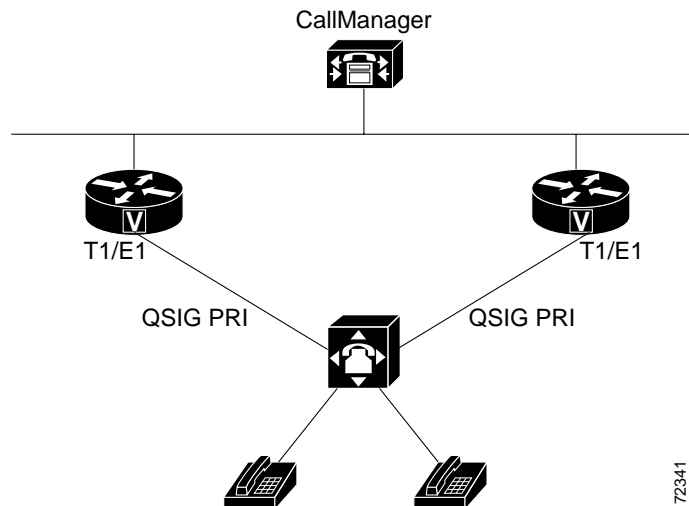 CallManager
V
V
T1/E1
T1/E1
QSIG PRI
QSIG PRI
72341